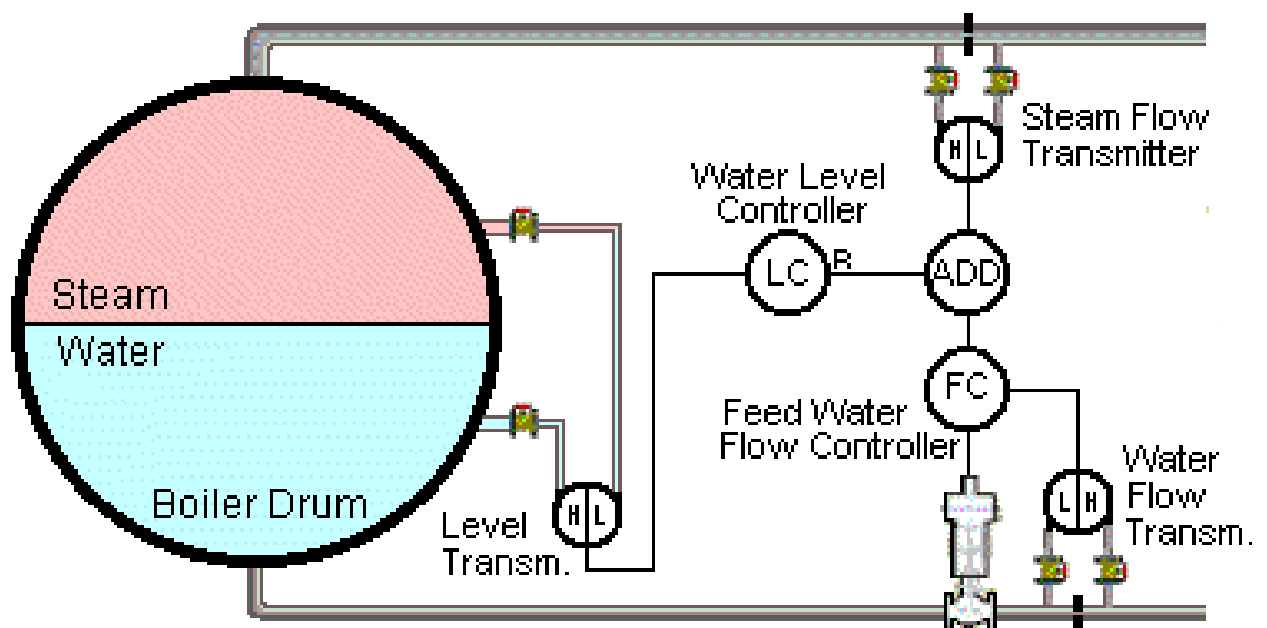 Steam Flow
Transmitter
H L
Water Level
Controller
LC
R
ADD
Steam
Water
FC
Feed Water
Flow Controller
Water
Flow
Transm.
L H
Boiler Drum
H L
Level
Transm.